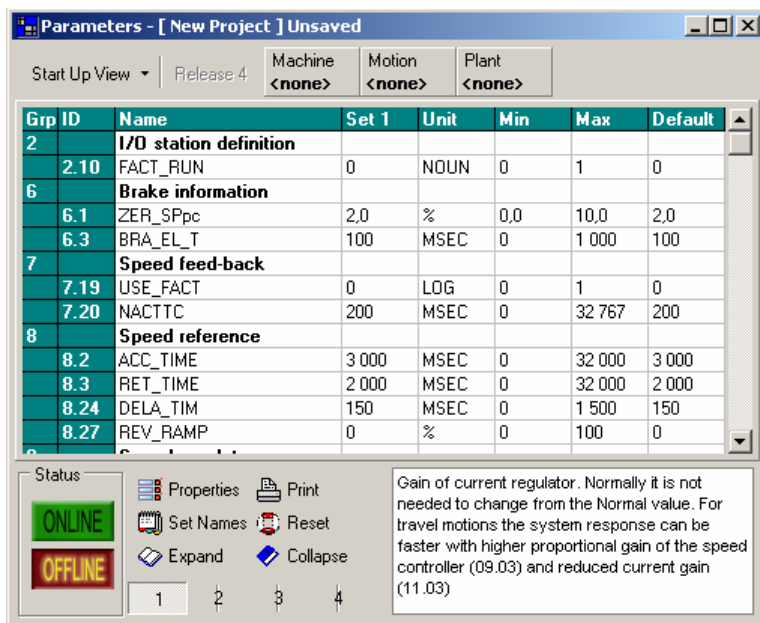 Parameters - [ New Project ] Unsaved
Start Up View
Release 4
Machine <none>
Motion <none>
Plant <none>
Grp ID Name Set 1 Unit Min Max Default
2 I/O station definition
2.10 FACT_RUN 0 NOUN 0 1 0
6 Brake information
6.1 ZER_SPpc 2,0 % 0,0 10,0 2,0
6.3 BRA_EL_T 100 MSEC 0 1 000 100
7 Speed feed-back
7.19 USE_FACT 0 LOG 0 1 0
7.20 NACTTC 200 MSEC 0 32 767 200
8 Speed reference
8.2 ACC_TIME 3 000 MSEC 0 32 000 3 000
8.3 RET_TIME 2 000 MSEC 0 32 000 2 000
8.24 DELA_TIM 150 MSEC 0 1 500 150
8.27 REV_RAMP 0 % 0 100 0
Status
ONLINE
OFFLINE
Properties Print
Set Names Reset
Expand Collapse
1 2 3 4
Gain of current regulator. Normally it is not
needed to change from the Normal value. For
travel motions the system response can be
faster with higher proportional gain of the speed
controller (09.03) and reduced current gain
(11.03)